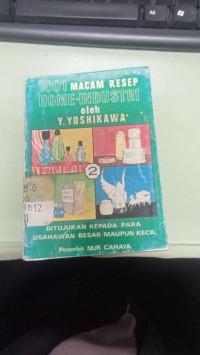 1001 MACAM RESEP
HOME-INDUSTRI
oleh
Y. YOSHIKAWA
2
DITUJUKAN KEPADA PARA
USAHAWAN BESAR MAUPUN KECIL
Penerbit NUR CAHAYA